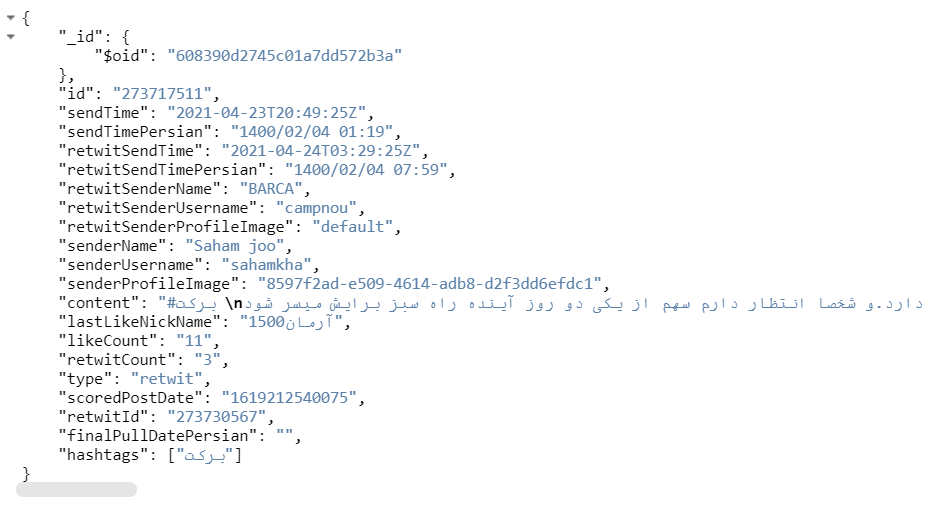 {
"_id": {
"$oid": "608390d2745c01a7dd572b3a"
},
"id": "273717511",
"sendTime": "2021-04-23T20:49:25Z",
"sendTimePersian": "1400/02/04 01:19",
"retwitSendTime": "2021-04-24T03:29:25Z",
"retwitSendTimePersian": "1400/02/04 07:59",
"retwitSenderName": "BARCA",
"retwitSenderUsername": "campnou",
"retwitSenderProfileImage": "default",
"senderName": "Saham joo",
"senderUsername": "sahamkha",
"senderProfileImage": "8597f2ad-e509-4614-adb8-d2f3dd6efdc1",
"content": "#برکت \nدارد.و شخصا انتظار دارم سهم از یکی دو روز آینده راه سبز برایش میسر شود
"lastLikeNickName": "آرمان1500",
"likeCount": "11",
"retwitCount": "3",
"type": "retwit",
"scoredPostDate": "1619212540075",
"retwitId": "273730567",
"finalPullDatePersian": "",
"hashtags": ["برکت"]
}